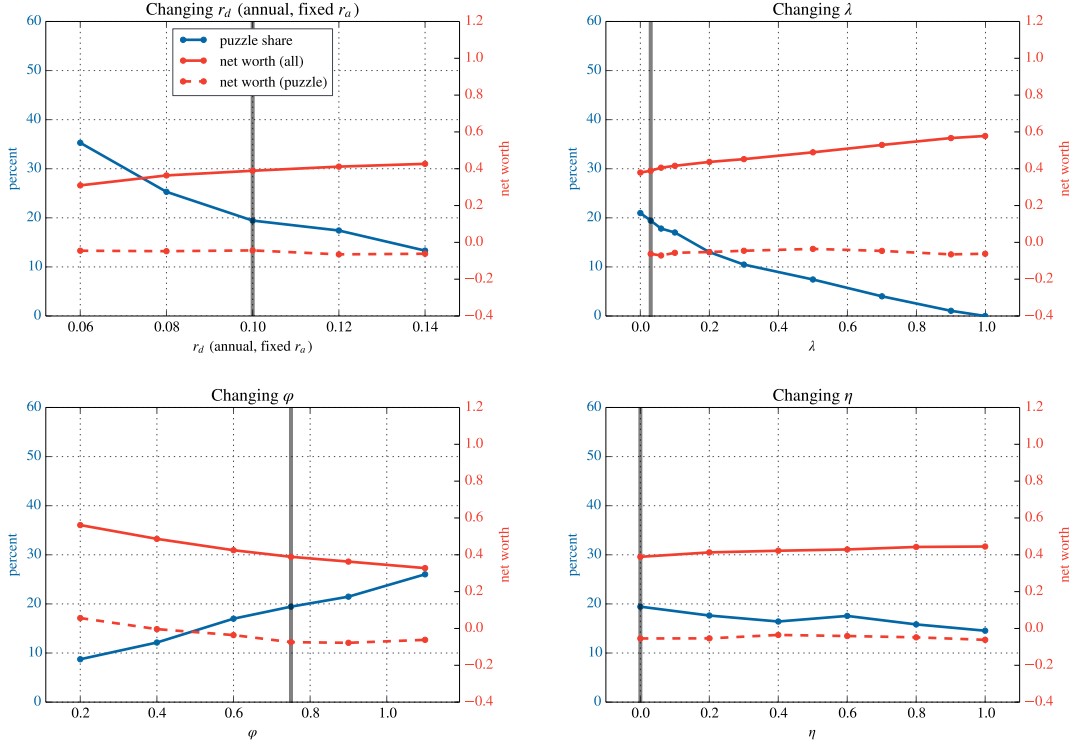 Changing r_d (annual, fixed r_a)
60
50
40
30
20
10
0
percent
puzzle share
net worth (all)
net worth (puzzle)
1.2
1.0
0.8
0.6
0.4
0.2
0.0
−0.2
−0.4
net worth
0.06 0.08 0.10 0.12 0.14
r_d (annual, fixed r_a)
Changing λ
60
50
40
30
20
10
0
percent
1.2
1.0
0.8
0.6
0.4
0.2
0.0
−0.2
−0.4
net worth
0.0 0.2 0.4 0.6 0.8 1.0
λ
Changing φ
60
50
40
30
20
10
0
percent
1.2
1.0
0.8
0.6
0.4
0.2
0.0
−0.2
−0.4
net worth
0.2 0.4 0.6 0.8 1.0
φ
Changing η
60
50
40
30
20
10
0
percent
1.2
1.0
0.8
0.6
0.4
0.2
0.0
−0.2
−0.4
net worth
0.0 0.2 0.4 0.6 0.8 1.0
η